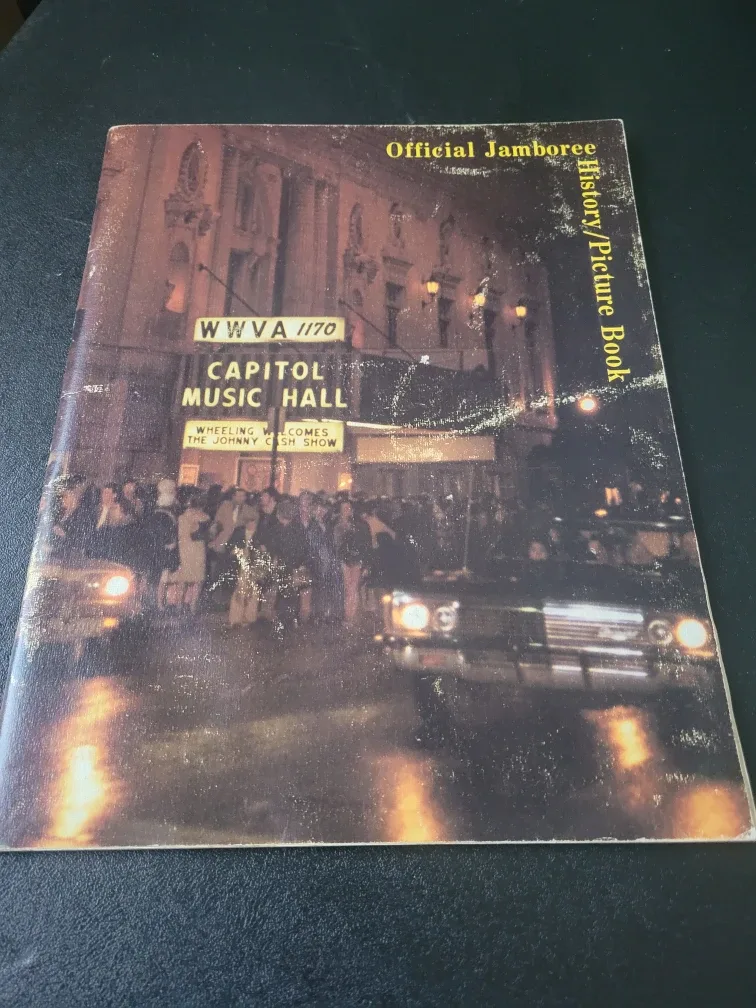 Official Jamboree
History/Picture Book
WWVA 1170
CAPITOL
MUSIC HALL
WHEELING WELCOMES
THE JOHNNY CASH SHOW